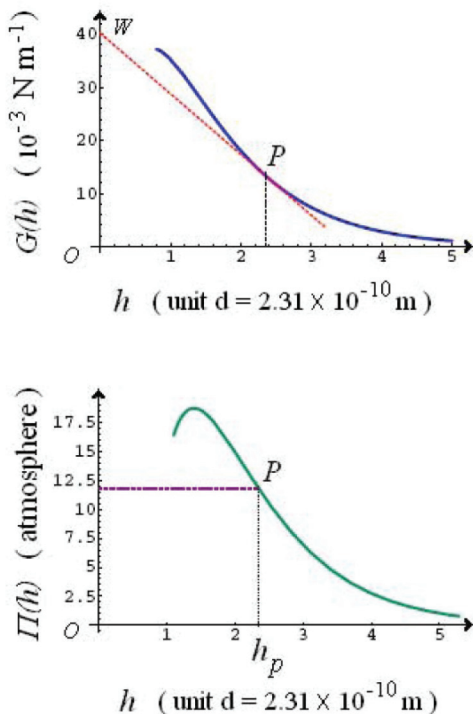 40
W
30
20
P
10
O
1 2 3 4 5
G(h) ( 10⁻³ N m⁻¹)
h ( unit d = 2.31 × 10⁻¹⁰ m )
17.5
15
12.5
P
10
7.5
5
2.5
O
1 2 3 4 5
hₚ
Π(h) ( atmosphere)
h ( unit d = 2.31 × 10⁻¹⁰ m )